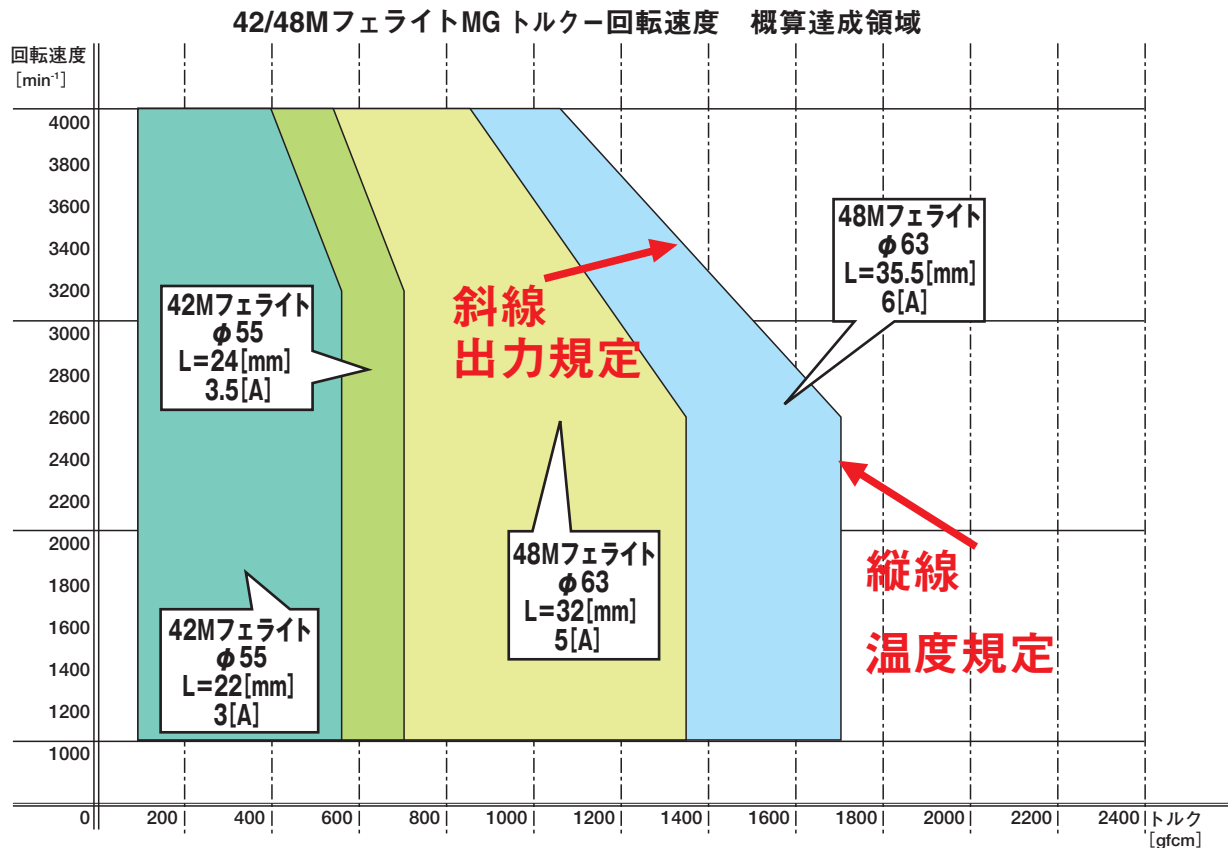 42/48MフェライトMG トルクー回転速度　概算達成領域
回転速度
[min⁻¹]
4000
3800
3600
3400
3200
3000
2800
2600
2400
2200
2000
1800
1600
1400
1200
1000
0
200
400
600
800
1000
1200
1400
1600
1800
2000
2200
2400
トルク
[gfcm]
42Mフェライト
φ55
L=24[mm]
3.5[A]
42Mフェライト
φ55
L=22[mm]
3[A]
斜線
出力規定
48Mフェライト
φ63
L=32[mm]
5[A]
48Mフェライト
φ63
L=35.5[mm]
6[A]
縦線
温度規定